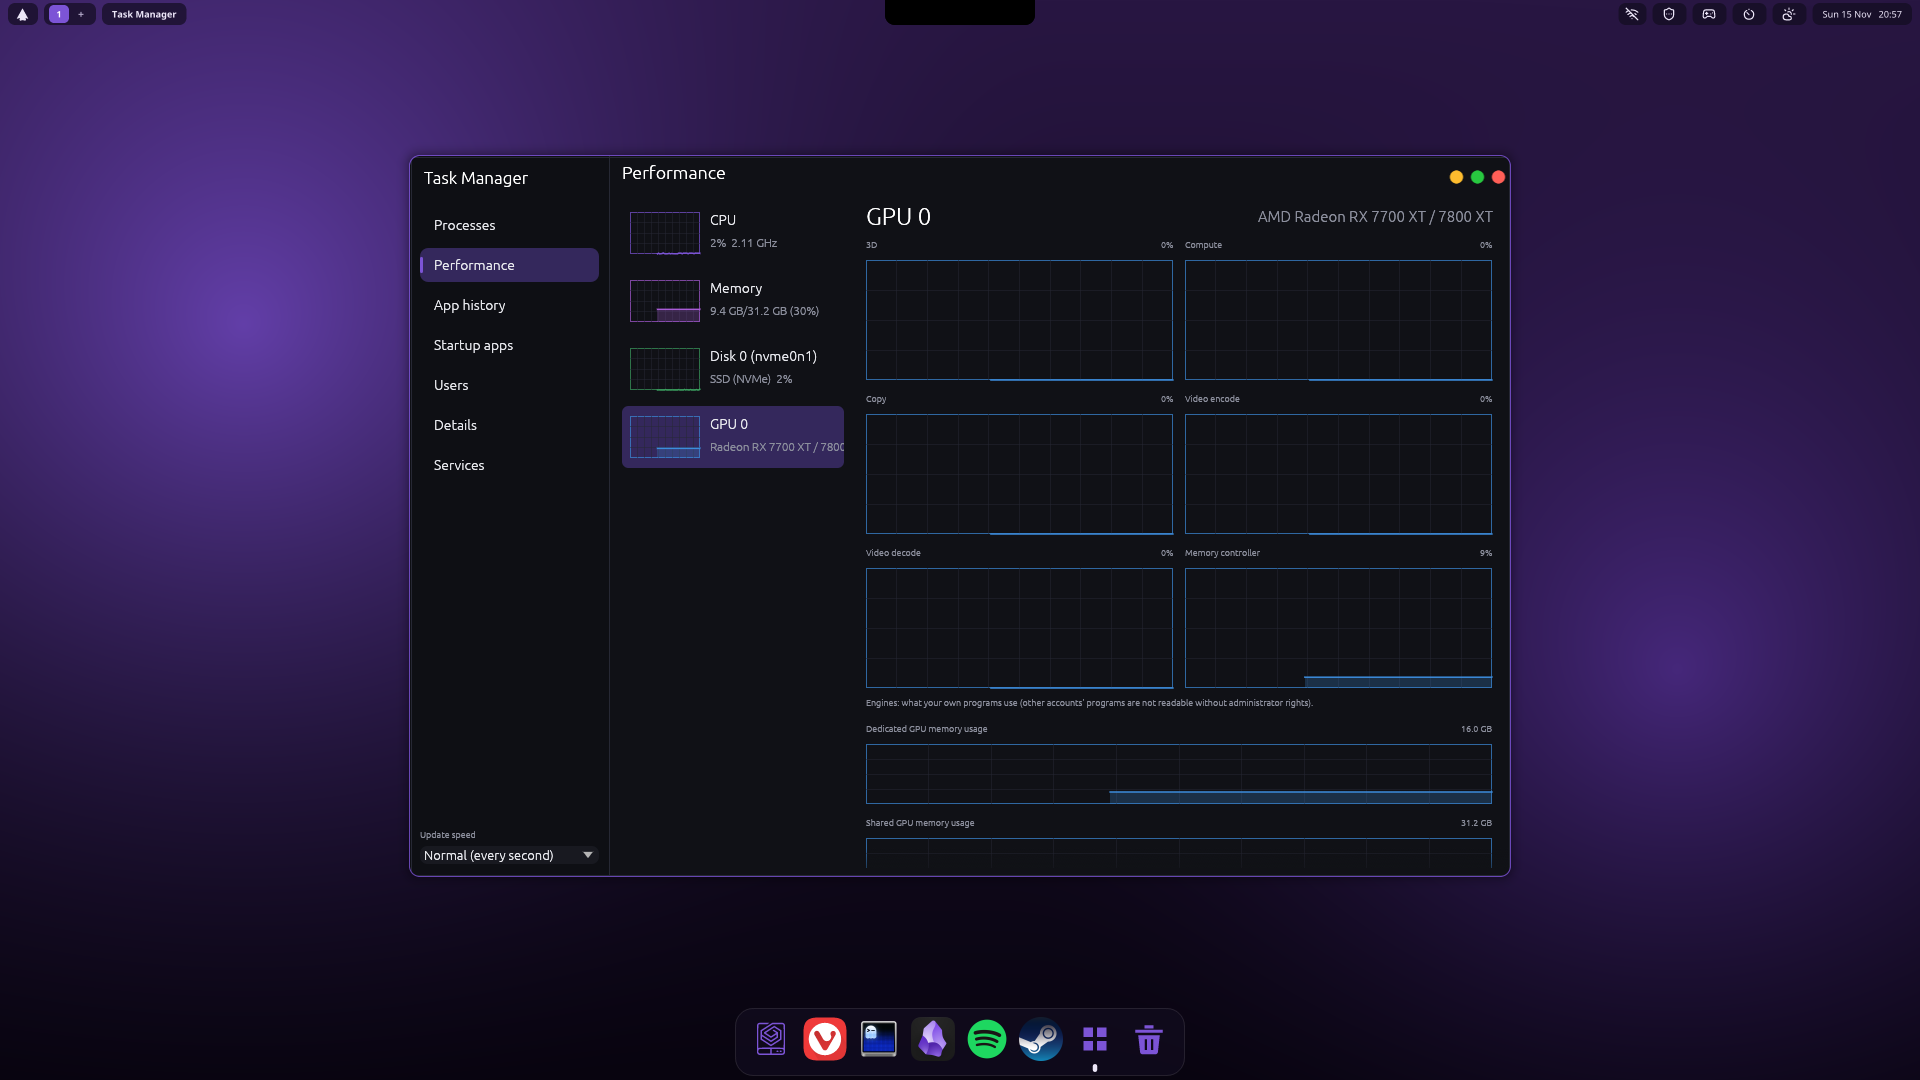 1 + Task Manager
Sun 15 Nov 20:57
Task Manager
Processes
Performance
App history
Startup apps
Users
Details
Services
Update speed
Normal (every second)
Performance
CPU
2% 2.11 GHz
Memory
9.4 GB/31.2 GB (30%)
Disk 0 (nvme0n1)
SSD (NVMe) 2%
GPU 0
Radeon RX 7700 XT / 7800
GPU 0
AMD Radeon RX 7700 XT / 7800 XT
3D 0%
Compute 0%
Copy 0%
Video encode 0%
Video decode 0%
Memory controller 9%
Engines: what your own programs use (other accounts' programs are not readable without administrator rights).
Dedicated GPU memory usage 16.0 GB
Shared GPU memory usage 31.2 GB